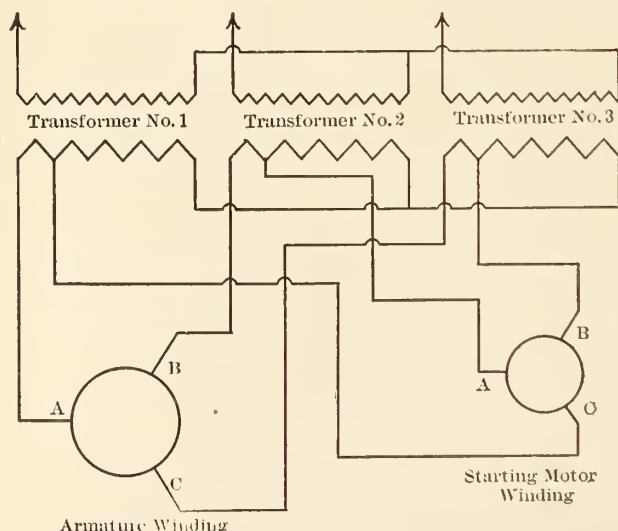 Transformer No. 1
Transformer No. 2
Transformer No. 3
A
B
C
Armature Winding
A
B
C
Starting Motor
Winding